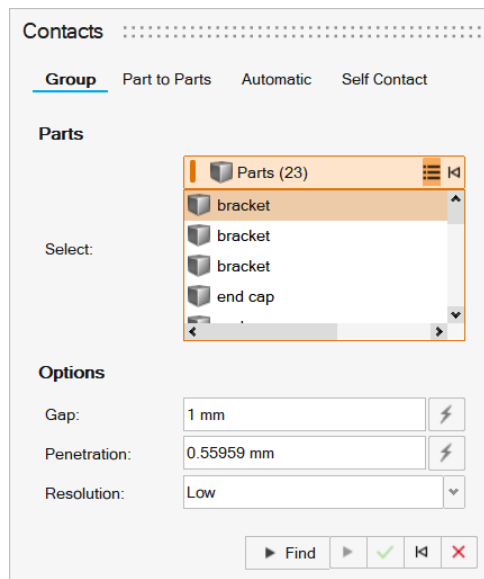 Contacts
Group Part to Parts Automatic Self Contact
Parts
Parts (23)
bracket
bracket
Select:
bracket
end cap
Options
Gap: 1 mm
Penetration: 0.55959 mm
Resolution: Low
Find